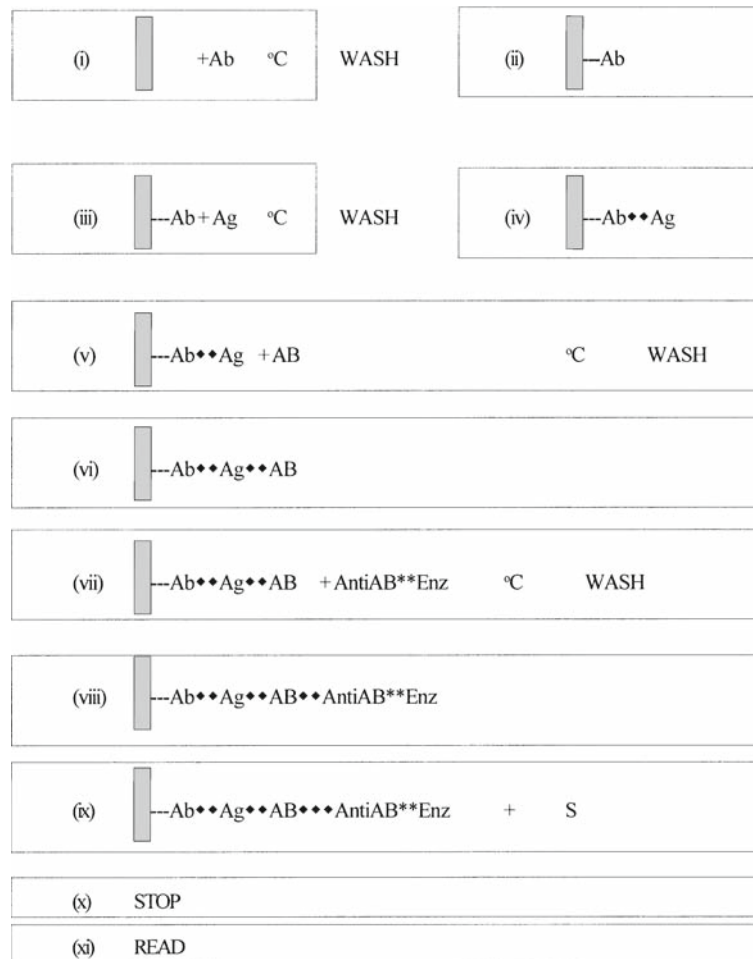 (i) +Ab °C WASH (ii) ---Ab
(iii) ---Ab + Ag °C WASH (iv) ---Ab◆◆Ag
(v) ---Ab◆◆Ag + AB °C WASH
(vi) ---Ab◆◆Ag◆◆AB
(vii) ---Ab◆◆Ag◆◆AB + AntiAB**Enz °C WASH
(viii) ---Ab◆◆Ag◆◆AB◆◆AntiAB**Enz
(ix) ---Ab◆◆Ag◆◆AB◆◆◆AntiAB**Enz + S
(x) STOP
(xi) READ